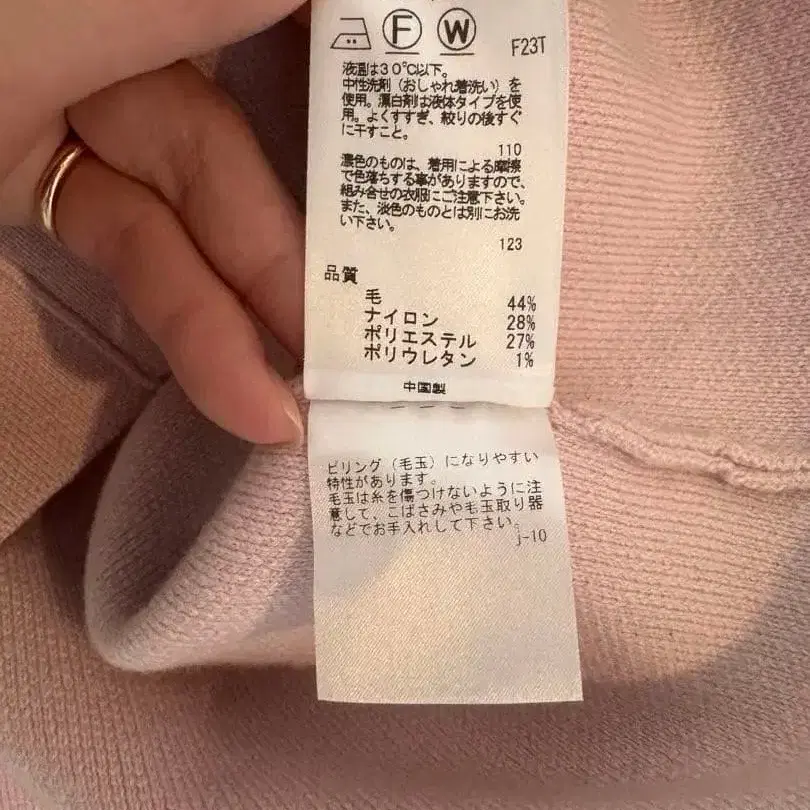 F W F23T
液温は30℃以下。
中性洗剤（おしゃれ着洗い）を
使用。漂白剤は液体タイプを使
用。よくすすぎ、絞りの後すぐ
に干すこと。
110
濃色のものは、着用による摩擦
で色落ちする事がありますので、
組み合せの衣服にご注意下さい。
また、淡色のものとは別にお洗
い下さい。
123
品質
毛 44%
ナイロン 28%
ポリエステル 27%
ポリウレタン 1%
中国製
ピリング（毛玉）になりやすい
特性があります。
毛玉は糸を傷つけないように注
意して、こばさみや毛玉取り器
などでお手入れして下さい。
j-10